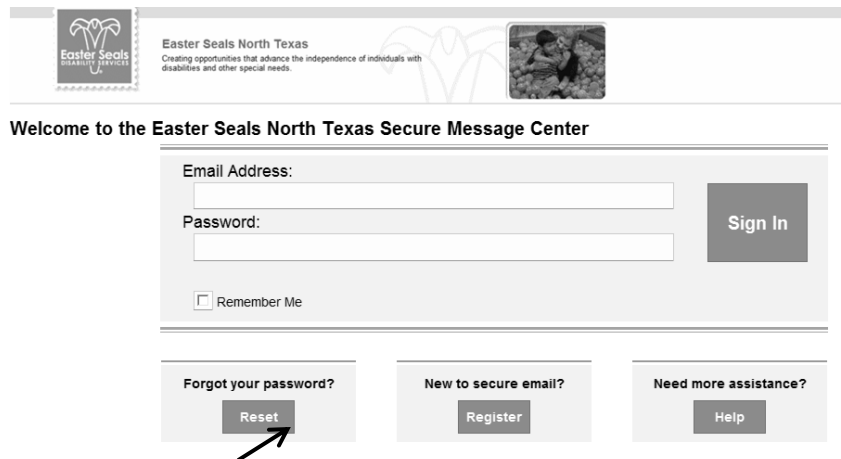 Easter Seals
DISABILITY SERVICES
Easter Seals North Texas
Creating opportunities that advance the independence of individuals with
disabilities and other special needs.
Welcome to the Easter Seals North Texas Secure Message Center
Email Address:
Password:
Sign In
Remember Me
Forgot your password? New to secure email? Need more assistance?
Reset Register Help